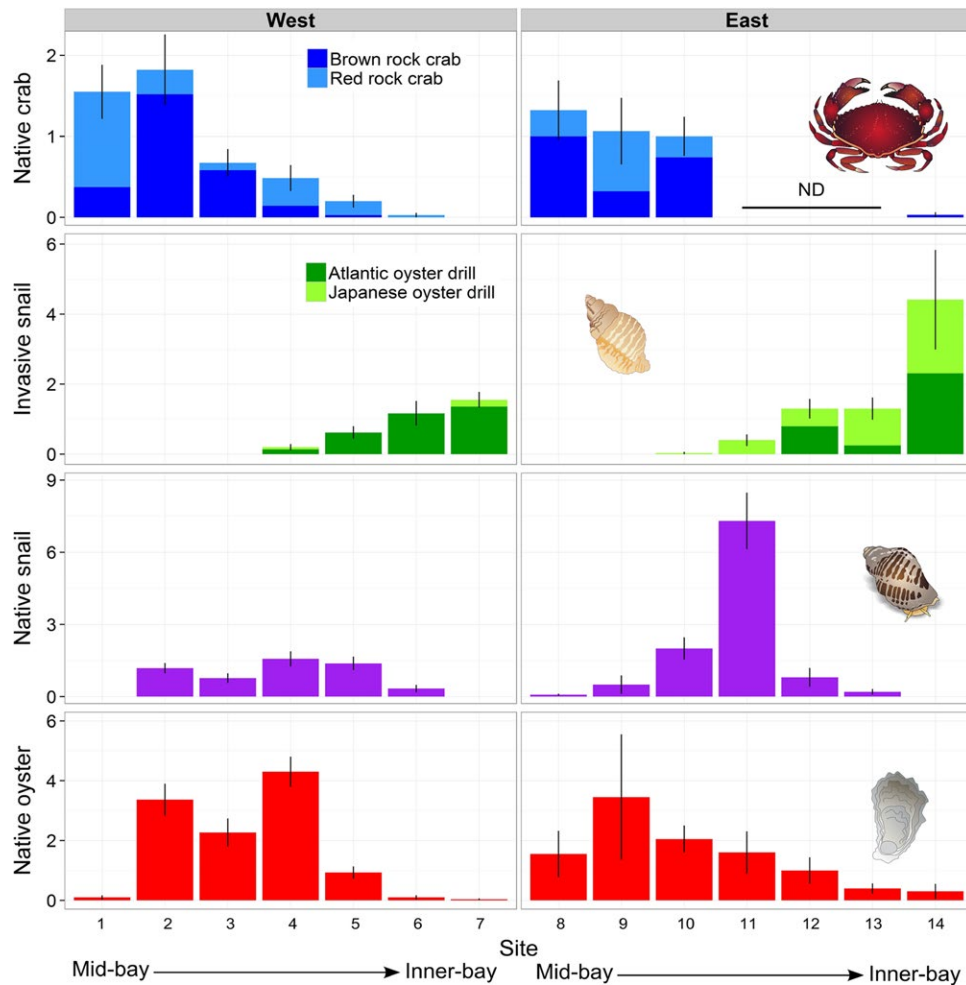 West
East
Native crab
2
1
0
Brown rock crab
Red rock crab
ND
Invasive snail
6
4
2
0
Atlantic oyster drill
Japanese oyster drill
Native snail
9
6
3
0
Native oyster
6
4
2
0
1 2 3 4 5 6 7 8 9 10 11 12 13 14
Site
Mid-bay Inner-bay Mid-bay Inner-bay